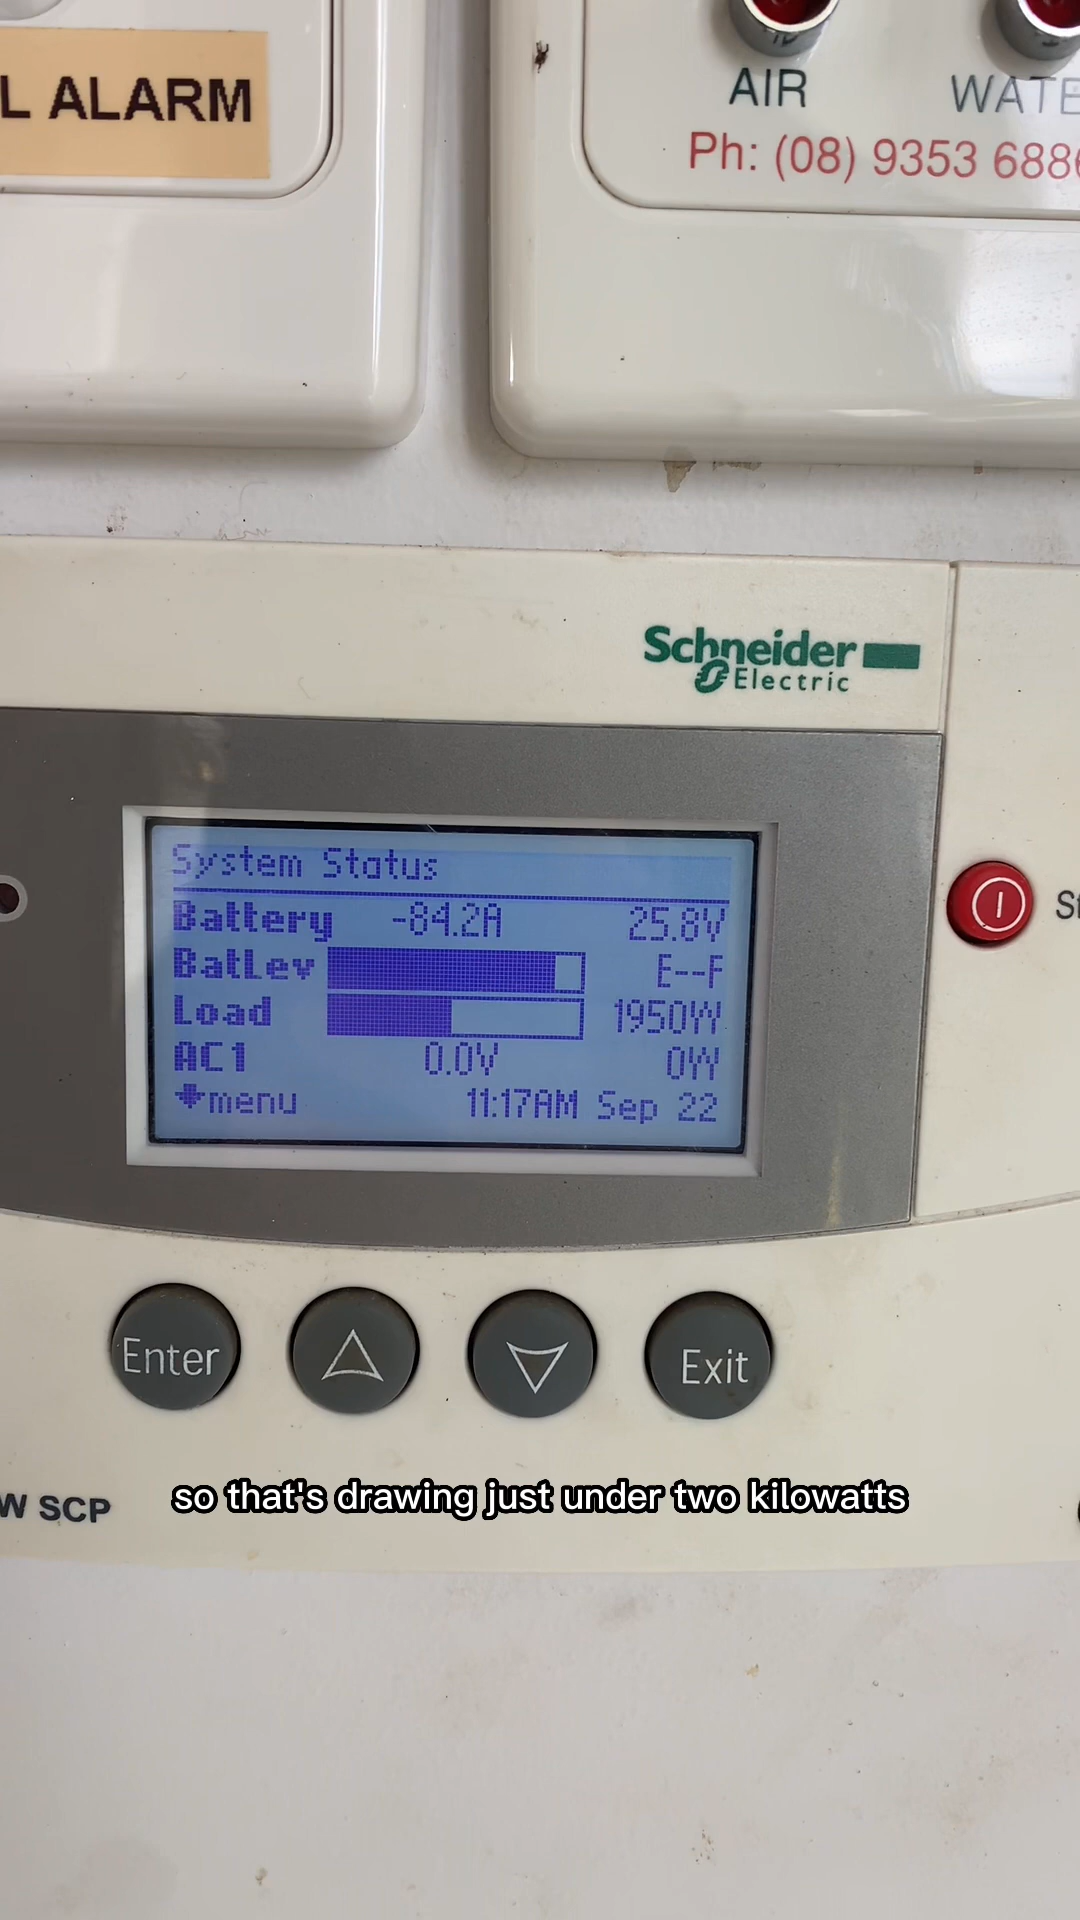 L ALARM
AIR
WATE
Ph: (08) 9353 6886
Schneider
Electric
System Status
Battery -84.2A 25.8V
BatLev E--F
Load 1950W
AC1 0.0V 0W
menu 11:17AM Sep 22
Enter
Exit
W SCP
so that's drawing just under two kilowatts